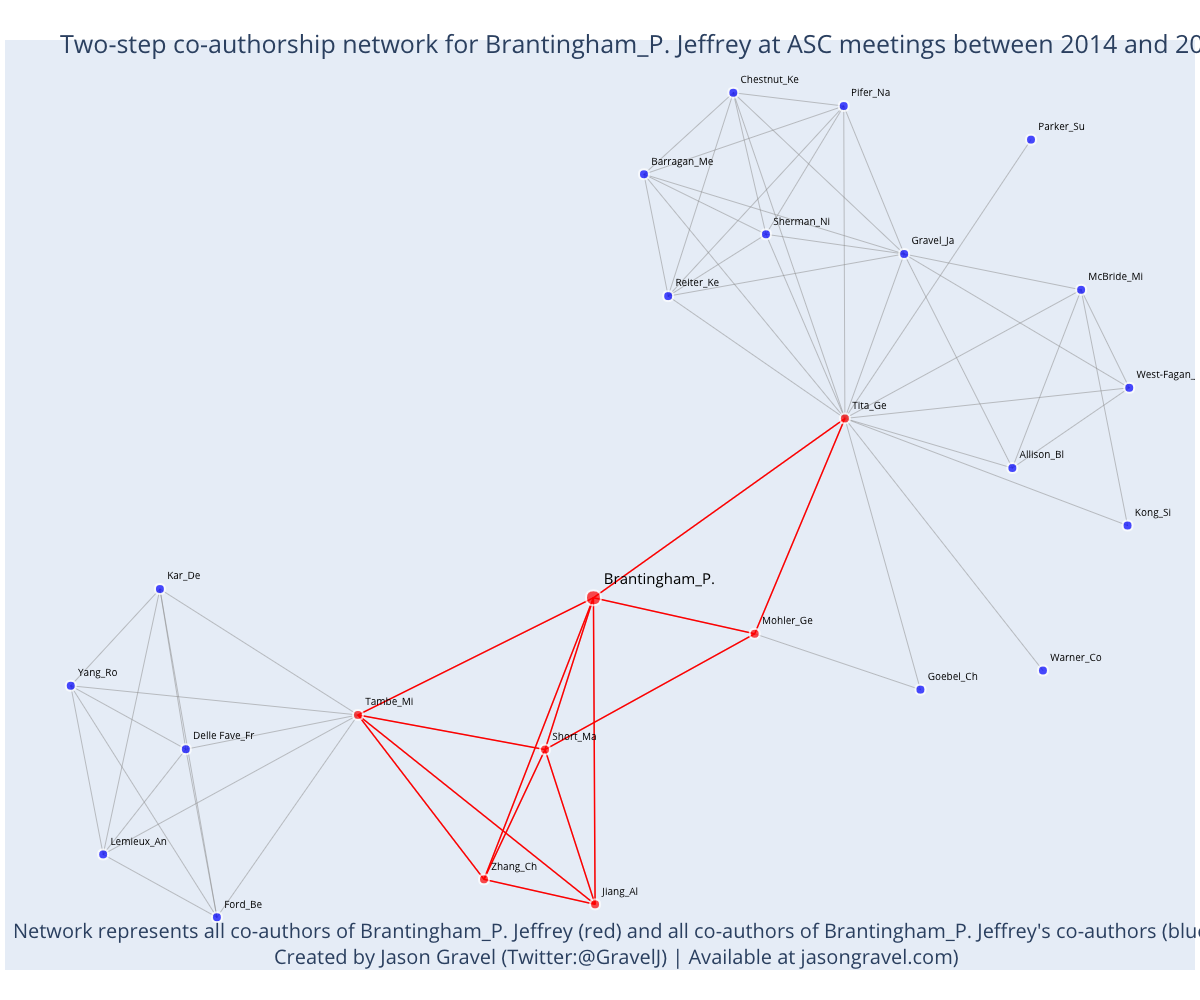 Two-step co-authorship network for Brantingham_P. Jeffrey at ASC meetings between 2014 and 20
Chestnut_Ke
Pifer_Na
Parker_Su
Barragan_Me
Sherman_Ni
Gravel_Ja
McBride_Mi
Reiter_Ke
West-Fagan_
Tita_Ge
Allison_Bl
Kong_Si
Kar_De
Brantingham_P.
Mohler_Ge
Warner_Co
Yang_Ro
Goebel_Ch
Tambe_Mi
Delle Fave_Fr
Short_Ma
Lemieux_An
Zhang_Ch
Jiang_Al
Ford_Be
Network represents all co-authors of Brantingham_P. Jeffrey (red) and all co-authors of Brantingham_P. Jeffrey's co-authors (blue
Created by Jason Gravel (Twitter:@GravelJ) | Available at jasongravel.com)